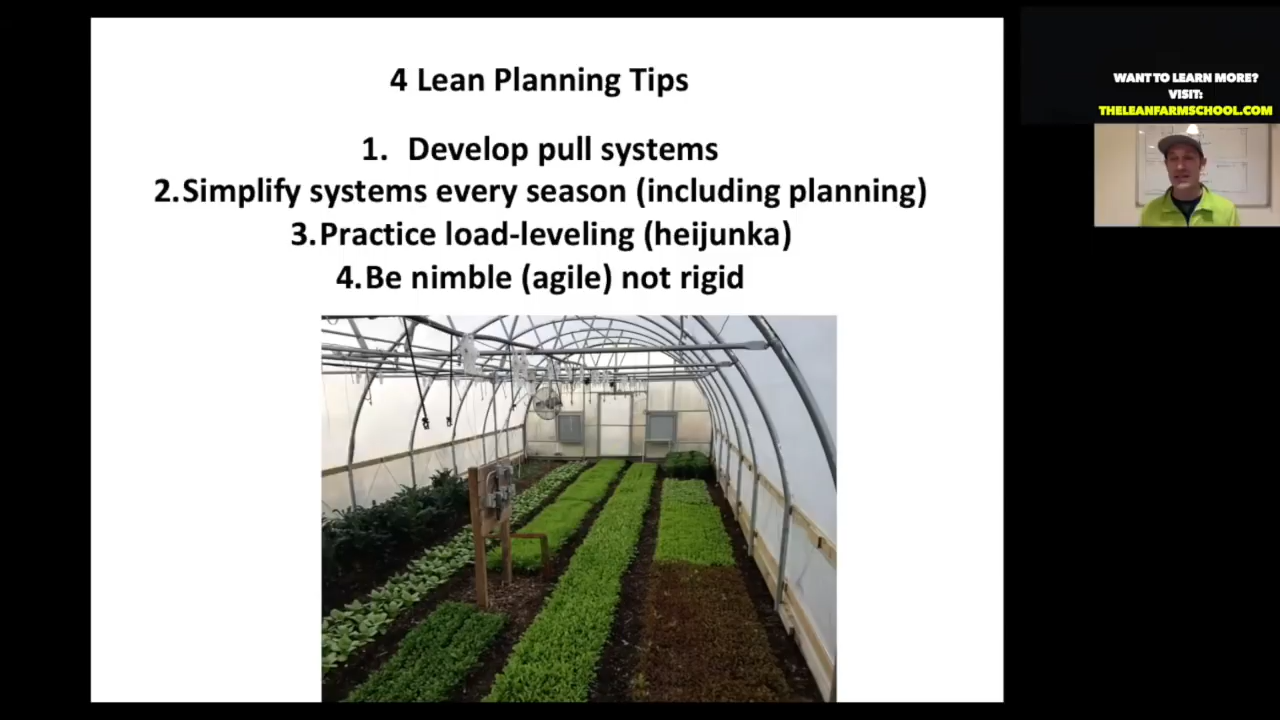 4 Lean Planning Tips
1. Develop pull systems
2.Simplify systems every season (including planning)
3.Practice load-leveling (heijunka)
4.Be nimble (agile) not rigid
WANT TO LEARN MORE?
VISIT:
THELEANFARMSCHOOL.COM